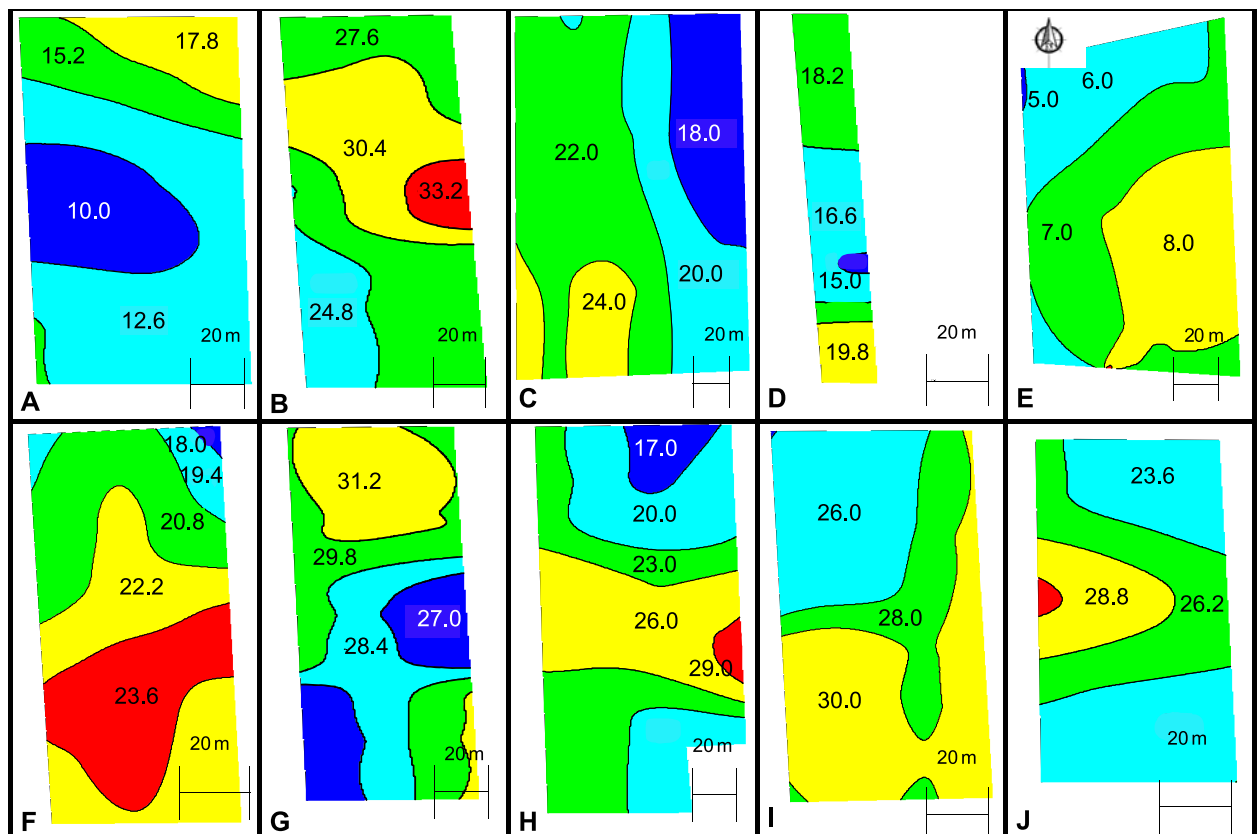 17.8
15.2
10.0
12.6
20 m
A
27.6
30.4
33.2
24.8
20 m
B
18.0
22.0
20.0
24.0
20 m
C
18.2
16.6
15.0
20 m
19.8
D
6.0
5.0
7.0
8.0
20 m
E
18.0
19.4
20.8
22.2
23.6
20 m
F
31.2
29.8
27.0
28.4
20 m
G
17.0
20.0
23.0
26.0
29.0
20 m
H
26.0
28.0
30.0
20 m
I
23.6
28.8
26.2
20 m
J